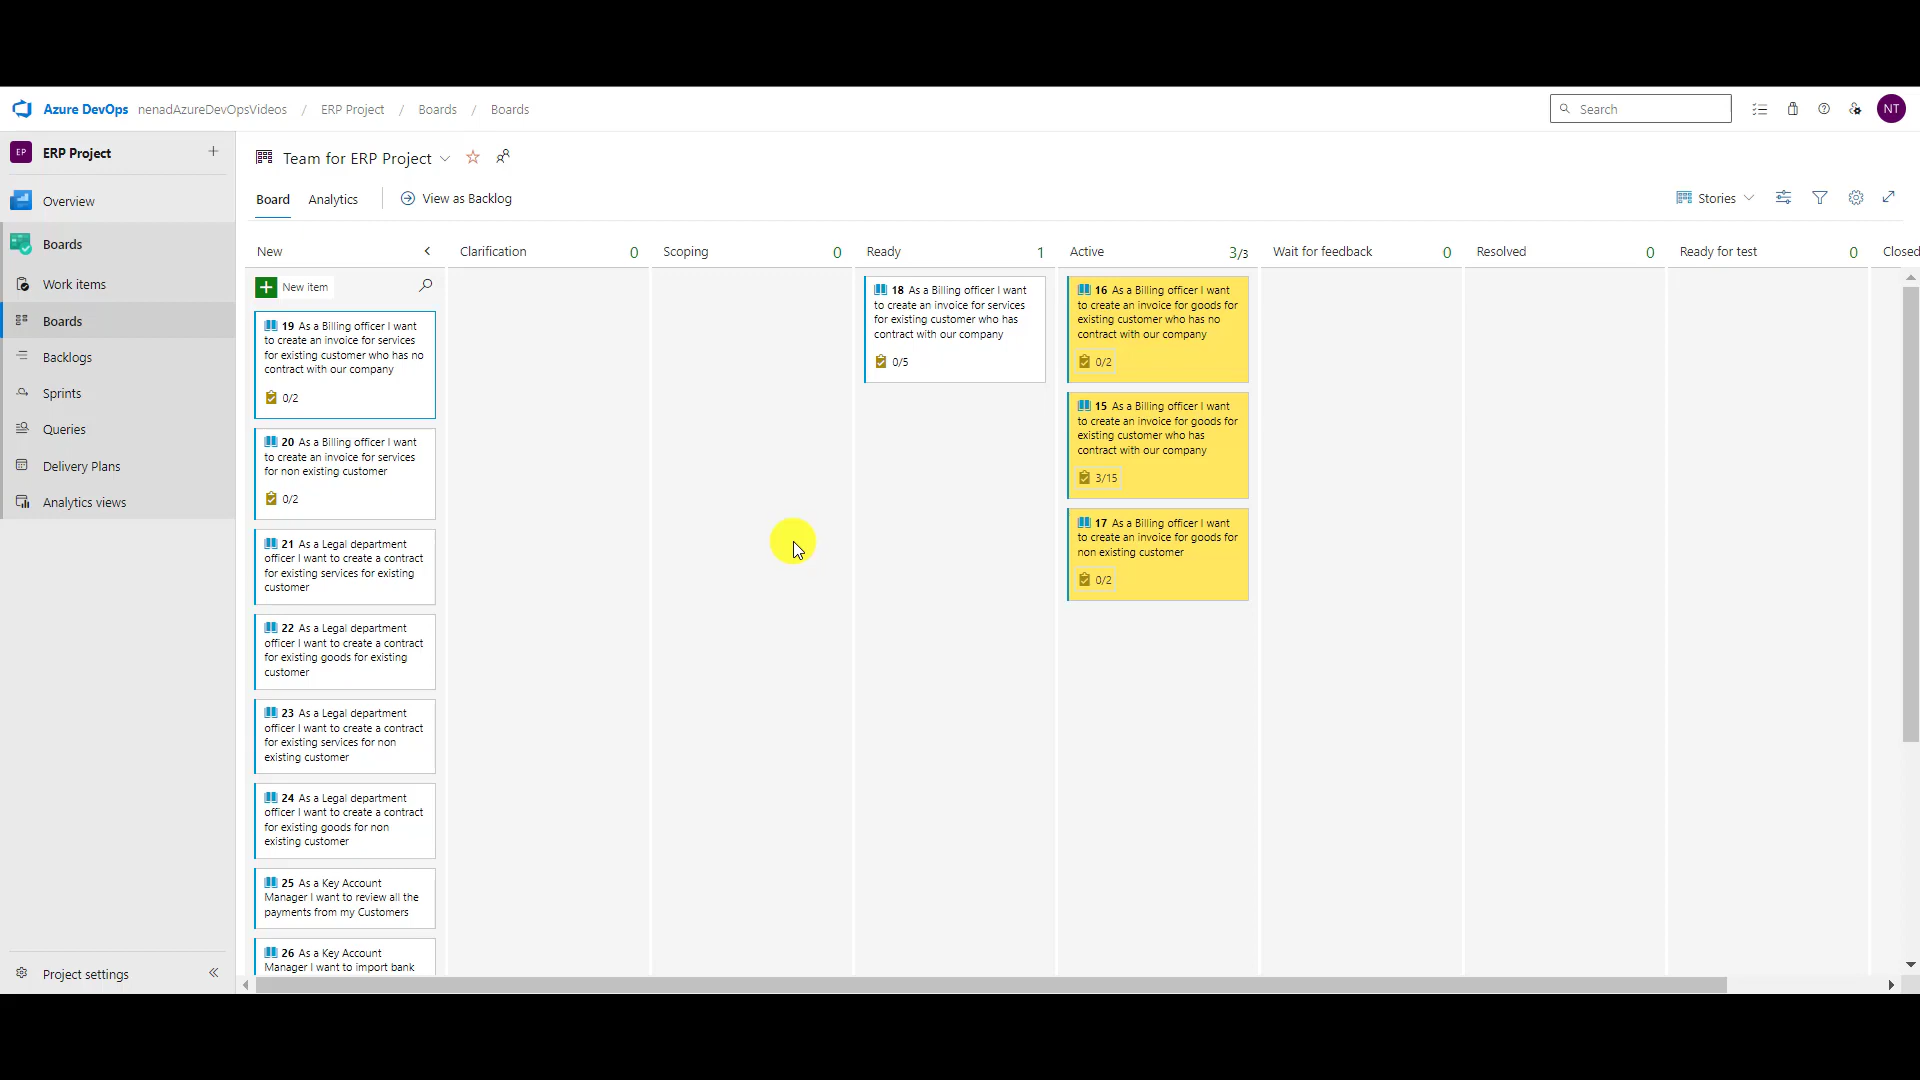 Azure DevOps nenadAzureDevOpsVideos / ERP Project / Boards / Boards Search NT
EP ERP Project +
Team for ERP Project
Board Analytics View as Backlog Stories
Overview
Boards
Work items
Boards
Backlogs
Sprints
Queries
Delivery Plans
Analytics views
Project settings
New Clarification 0 Scoping 0 Ready 1 Active 3/3 Wait for feedback 0 Resolved 0 Ready for test 0 Closed
New item
19 As a Billing officer I want
to create an invoice for services
for existing customer who has no
contract with our company
0/2
20 As a Billing officer I want
to create an invoice for services
for non existing customer
0/2
21 As a Legal department
officer I want to create a contract
for existing services for existing
customer
22 As a Legal department
officer I want to create a contract
for existing goods for existing
customer
23 As a Legal department
officer I want to create a contract
for existing services for non
existing customer
24 As a Legal department
officer I want to create a contract
for existing goods for non
existing customer
25 As a Key Account
Manager I want to review all the
payments from my Customers
26 As a Key Account
Manager I want to import bank
18 As a Billing officer I want
to create an invoice for services
for existing customer who has
contract with our company
0/5
16 As a Billing officer I want
to create an invoice for goods for
existing customer who has no
contract with our company
0/2
15 As a Billing officer I want
to create an invoice for goods for
existing customer who has
contract with our company
3/15
17 As a Billing officer I want
to create an invoice for goods for
non existing customer
0/2